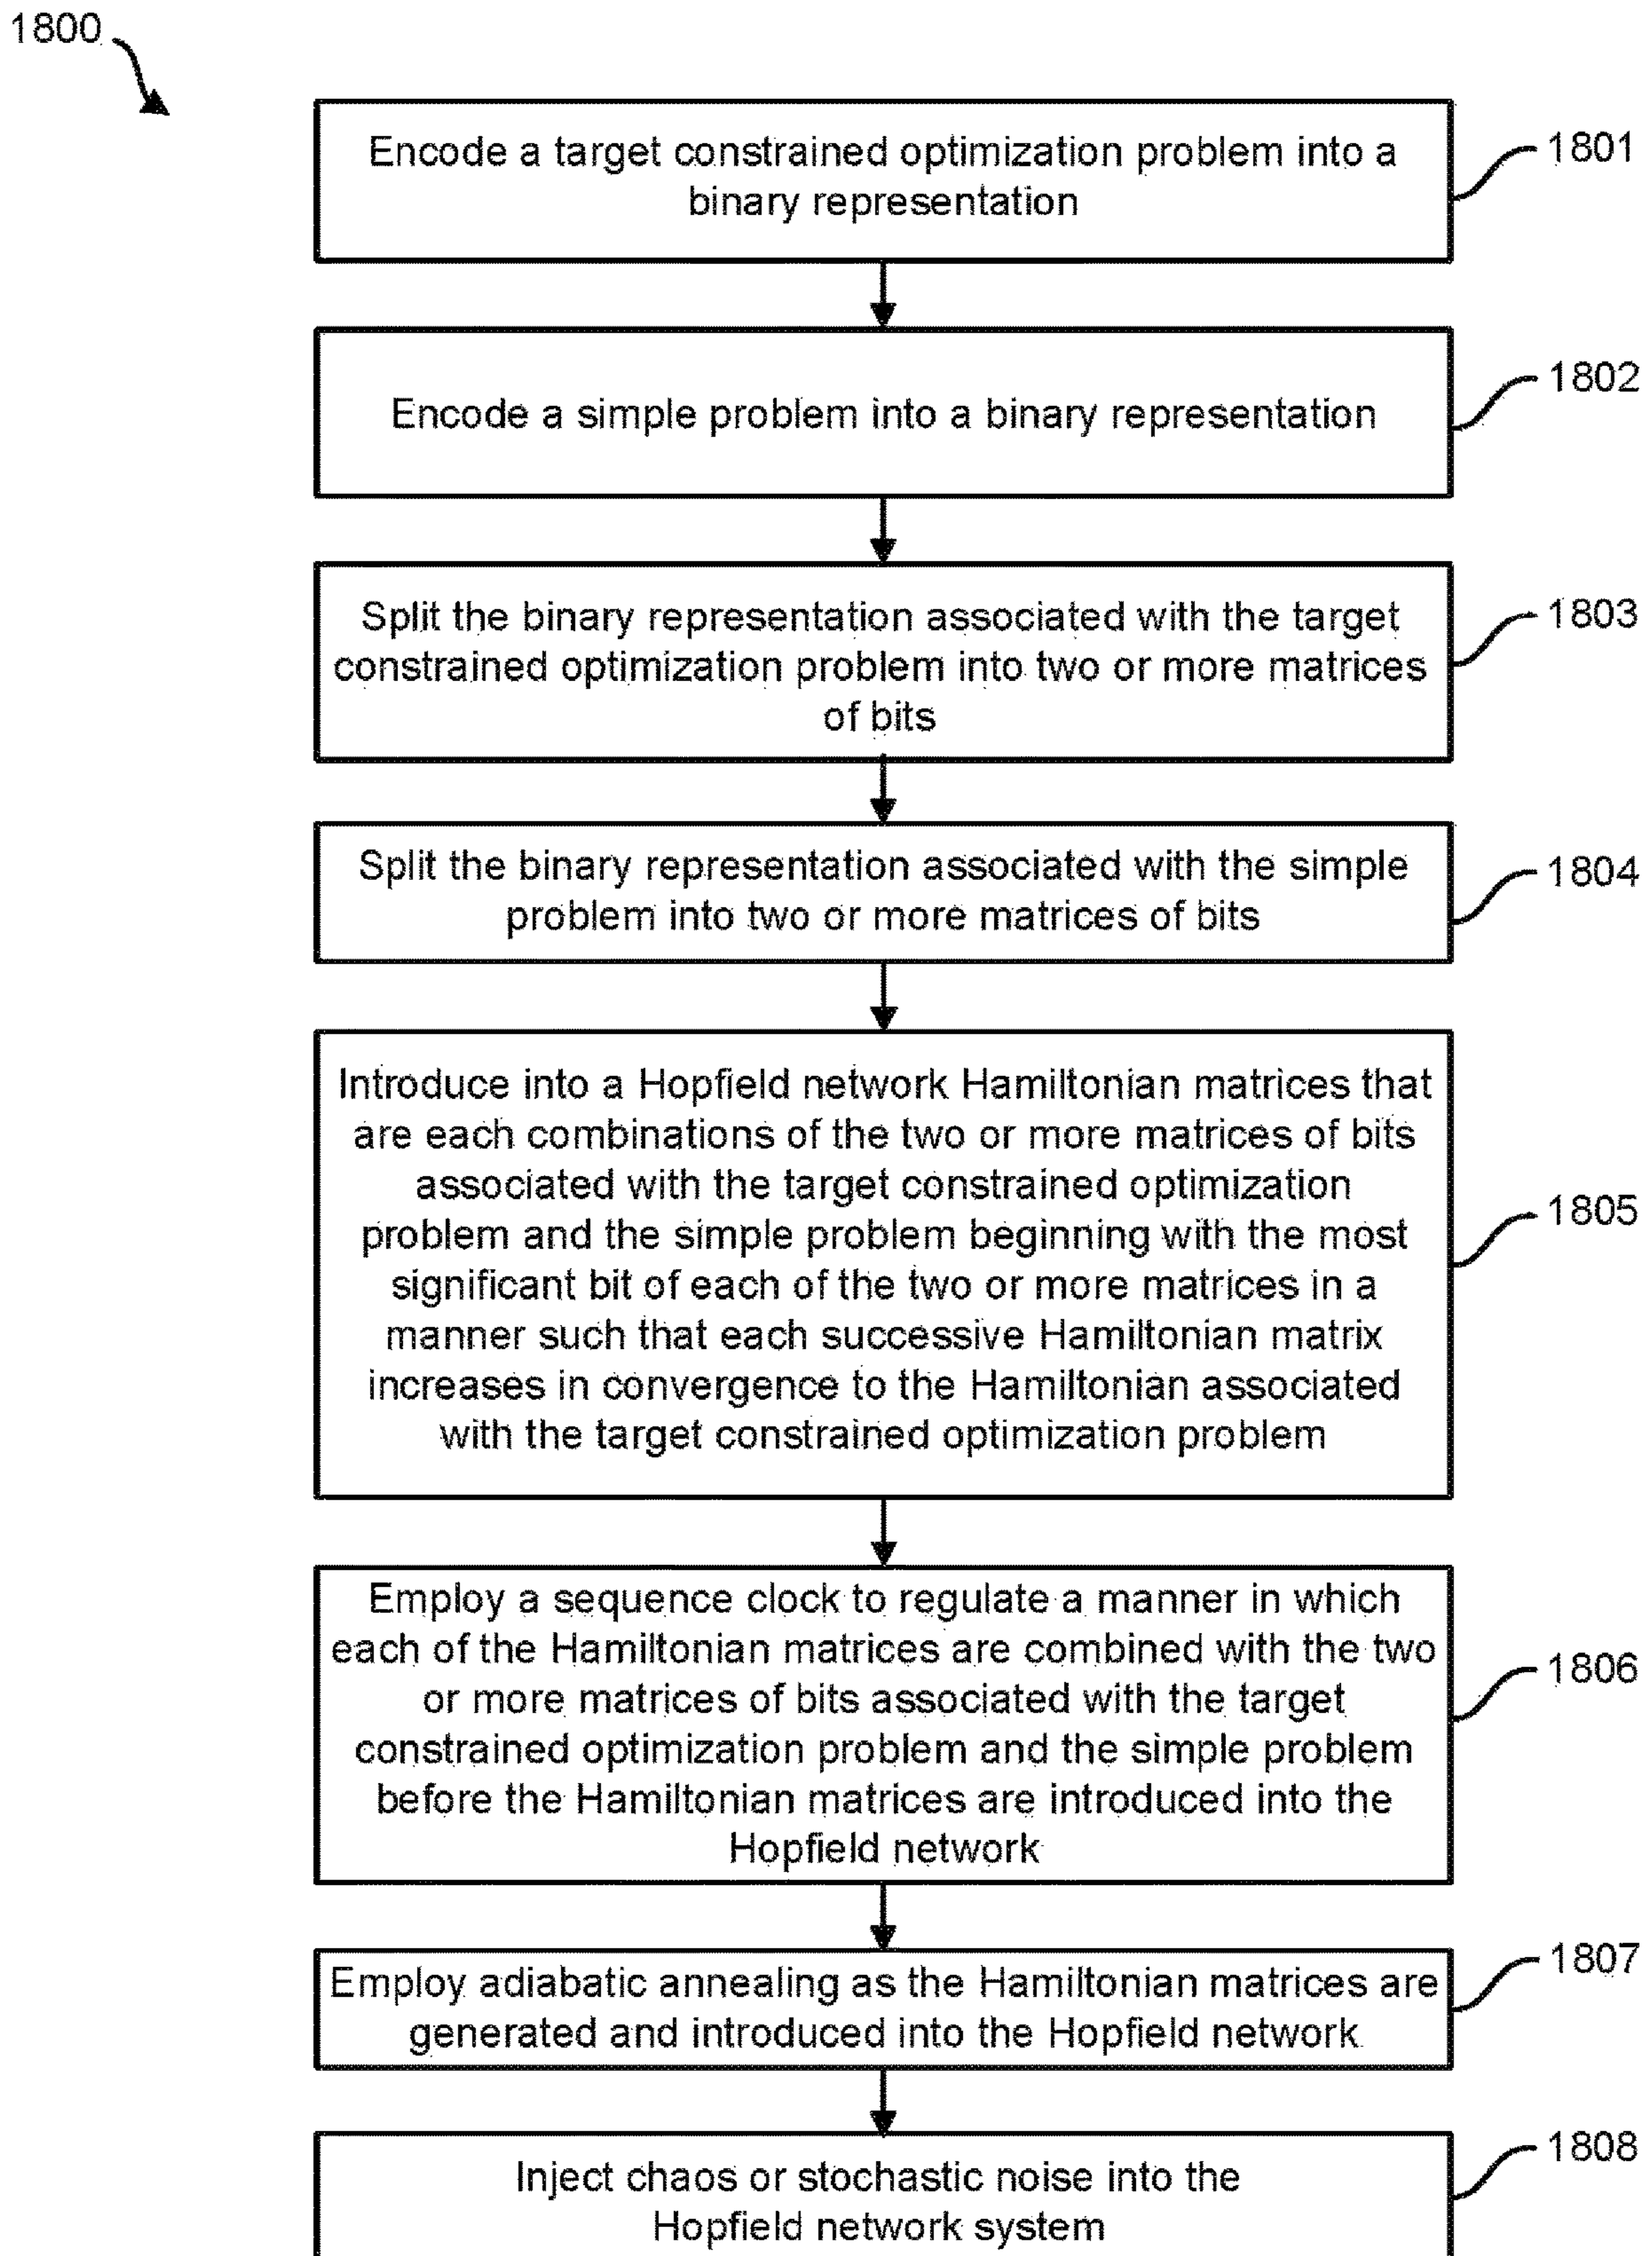 1800
Encode a target constrained optimization problem into a
binary representation
1801
Encode a simple problem into a binary representation
1802
Split the binary representation associated with the target
constrained optimization problem into two or more matrices
of bits
1803
Split the binary representation associated with the simple
problem into two or more matrices of bits
1804
Introduce into a Hopfield network Hamiltonian matrices that
are each combinations of the two or more matrices of bits
associated with the target constrained optimization
problem and the simple problem beginning with the most
significant bit of each of the two or more matrices in a
manner such that each successive Hamiltonian matrix
increases in convergence to the Hamiltonian associated
with the target constrained optimization problem
1805
Employ a sequence clock to regulate a manner in which
each of the Hamiltonian matrices are combined with the two
or more matrices of bits associated with the target
constrained optimization problem and the simple problem
before the Hamiltonian matrices are introduced into the
Hopfield network
1806
Employ adiabatic annealing as the Hamiltonian matrices are
generated and introduced into the Hopfield network
1807
Inject chaos or stochastic noise into the
Hopfield network system
1808